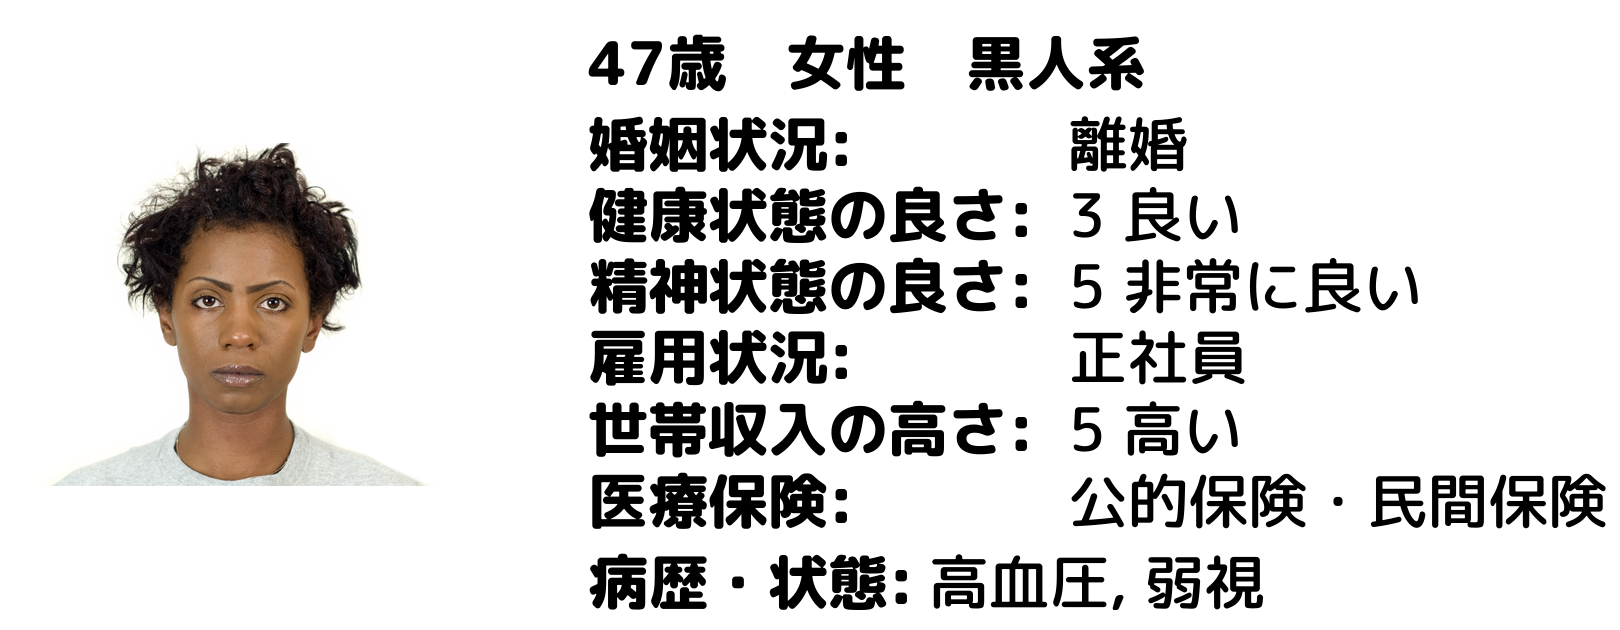 47歳　女性　黒人系
婚姻状況: 離婚
健康状態の良さ: 3 良い
精神状態の良さ: 5 非常に良い
雇用状況: 正社員
世帯収入の高さ: 5 高い
医療保険: 公的保険・民間保険
病歴・状態: 高血圧, 弱視